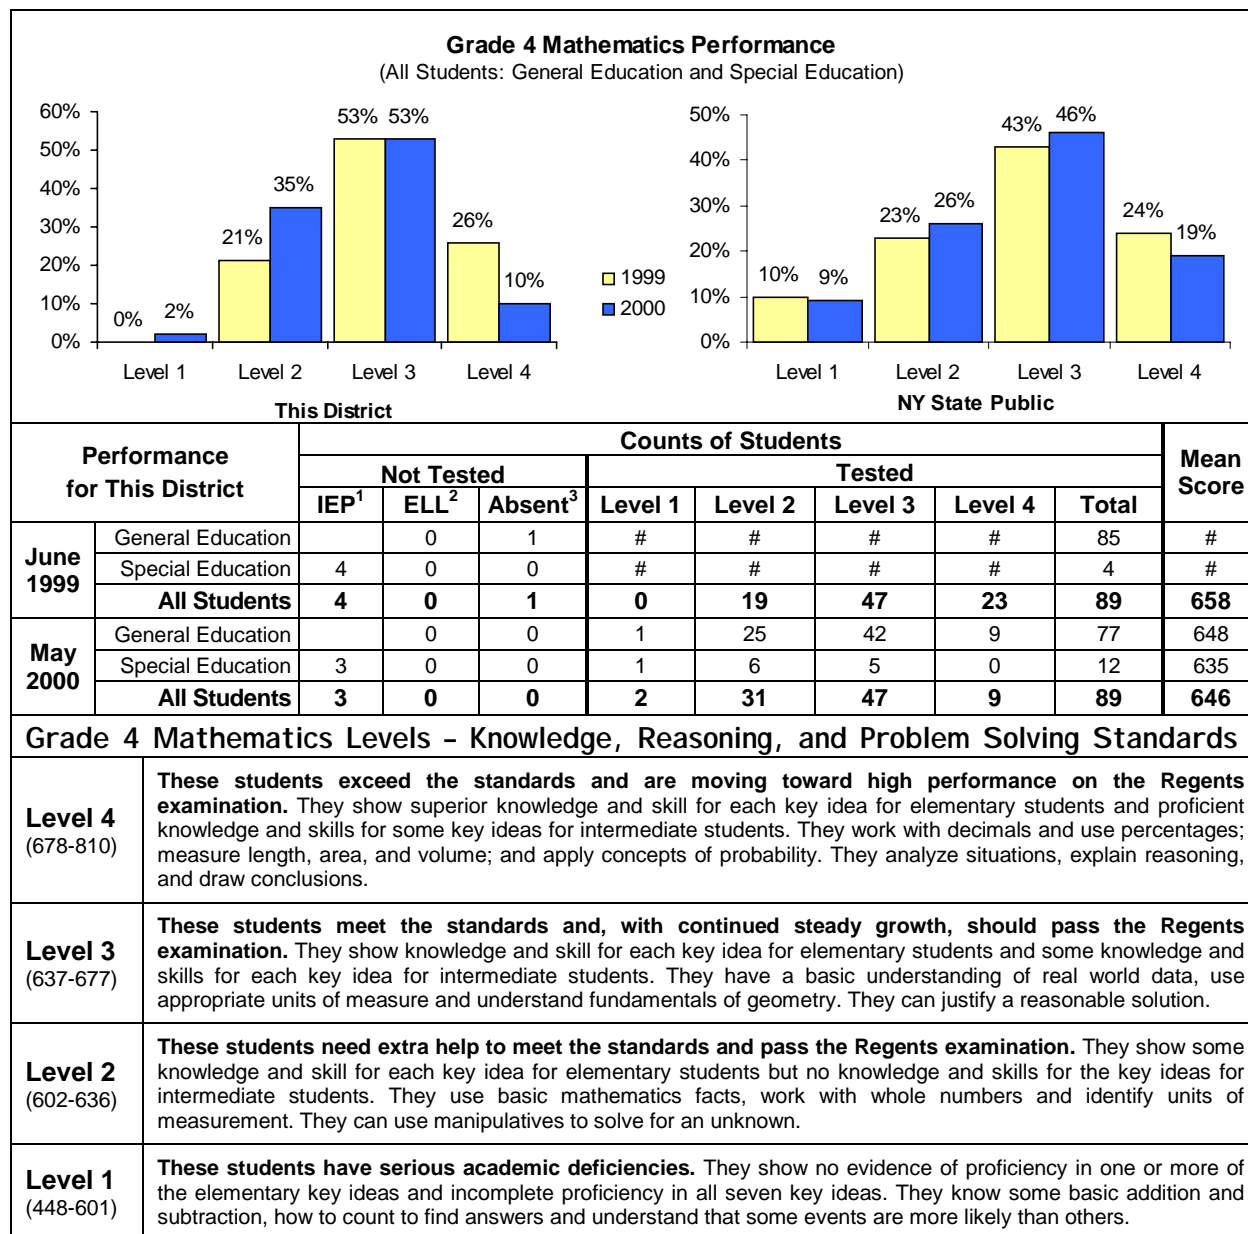 Grade 4 Mathematics Performance
(All Students: General Education and Special Education)
60%
50%
40%
30%
20%
10%
0%
0% 2%
21% 35%
53% 53%
26% 10%
Level 1 Level 2 Level 3 Level 4
This District
1999
2000
50%
40%
30%
20%
10%
0%
10% 9%
23% 26%
43% 46%
24% 19%
Level 1 Level 2 Level 3 Level 4
NY State Public
Performance for This District Counts of Students Mean Score
Not Tested Tested
IEP1 ELL2 Absent3 Level 1 Level 2 Level 3 Level 4 Total
June 1999
General Education 0 1 # # # # 85 #
Special Education 4 0 0 # # # # 4 #
All Students 4 0 1 0 19 47 23 89 658
May 2000
General Education 0 0 1 25 42 9 77 648
Special Education 3 0 0 1 6 5 0 12 635
All Students 3 0 0 2 31 47 9 89 646
Grade 4 Mathematics Levels – Knowledge, Reasoning, and Problem Solving Standards
Level 4
(678-810)
These students exceed the standards and are moving toward high performance on the Regents
examination. They show superior knowledge and skill for each key idea for elementary students and proficient
knowledge and skills for some key ideas for intermediate students. They work with decimals and use percentages;
measure length, area, and volume; and apply concepts of probability. They analyze situations, explain reasoning,
and draw conclusions.
Level 3
(637-677)
These students meet the standards and, with continued steady growth, should pass the Regents
examination. They show knowledge and skill for each key idea for elementary students and some knowledge and
skills for each key idea for intermediate students. They have a basic understanding of real world data, use
appropriate units of measure and understand fundamentals of geometry. They can justify a reasonable solution.
Level 2
(602-636)
These students need extra help to meet the standards and pass the Regents examination. They show some
knowledge and skill for each key idea for elementary students but no knowledge and skills for the key ideas for
intermediate students. They use basic mathematics facts, work with whole numbers and identify units of
measurement. They can use manipulatives to solve for an unknown.
Level 1
(448-601)
These students have serious academic deficiencies. They show no evidence of proficiency in one or more of
the elementary key ideas and incomplete proficiency in all seven key ideas. They know some basic addition and
subtraction, how to count to find answers and understand that some events are more likely than others.